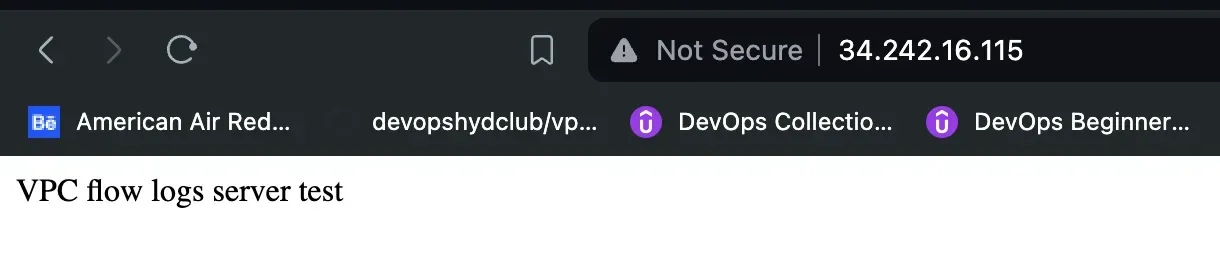 Not Secure 34.242.16.115
Bē American Air Red... devopshydclub/vp... DevOps Collectio... DevOps Beginner...
VPC flow logs server test